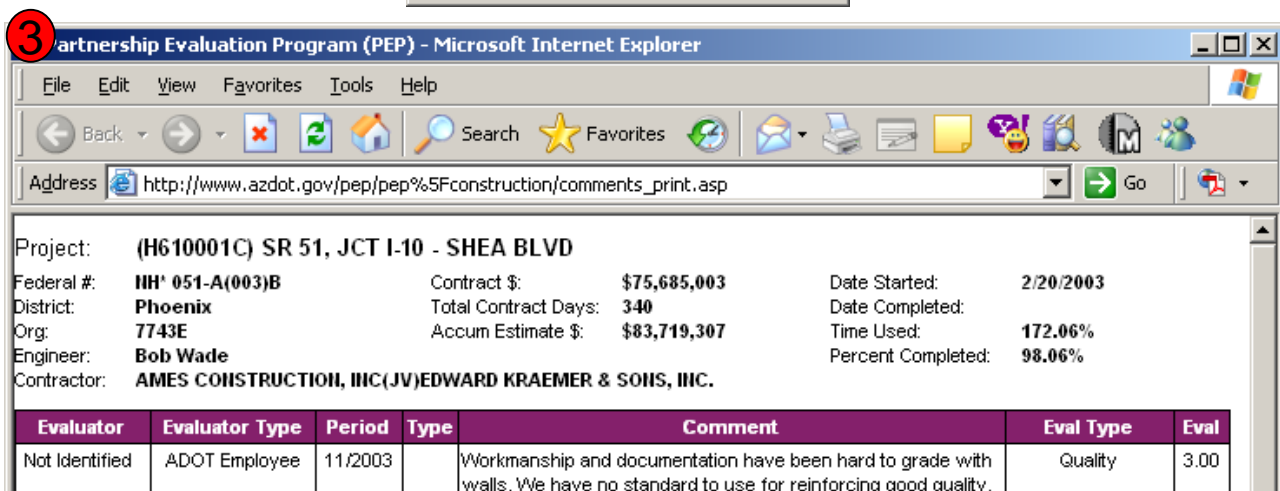 3
Partnership Evaluation Program (PEP) - Microsoft Internet Explorer
File Edit View Favorites Tools Help
Back Search Favorites
Address http://www.azdot.gov/pep/pep%5Fconstruction/comments_print.asp Go
Project: (H610001C) SR 51, JCT I-10 - SHEA BLVD
Federal #: NH* 051-A(003)B Contract $: $75,685,003 Date Started: 2/20/2003
District: Phoenix Total Contract Days: 340 Date Completed:
Org: 7743E Accum Estimate $: $83,719,307 Time Used: 172.06%
Engineer: Bob Wade Percent Completed: 98.06%
Contractor: AMES CONSTRUCTION, INC(JV)EDWARD KRAEMER & SONS, INC.
Evaluator Evaluator Type Period Type Comment Eval Type Eval
Not Identified ADOT Employee 11/2003 Workmanship and documentation have been hard to grade with Quality 3.00
walls. We have no standard to use for reinforcing good quality.